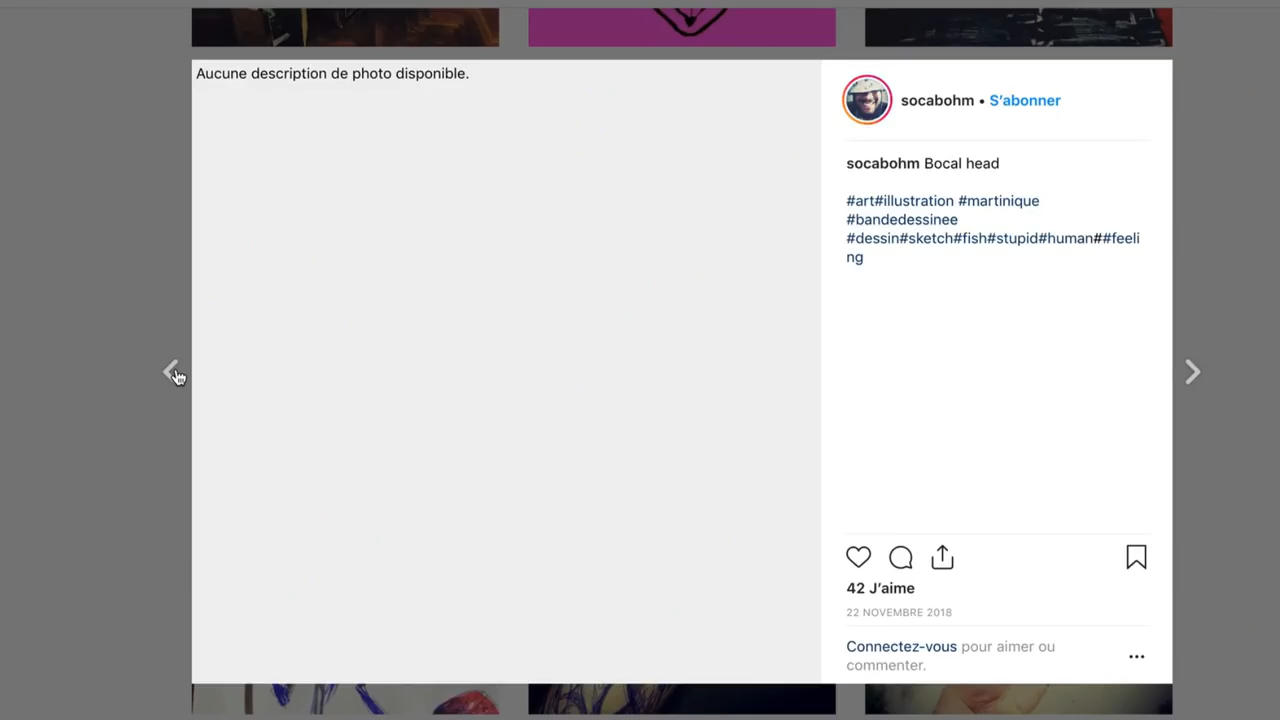 Aucune description de photo disponible.
socabohm • S'abonner
socabohm Bocal head
#art#illustration #martinique
#bandedessinee
#dessin#sketch#fish#stupid#human##feeli
ng
42 J'aime
22 NOVEMBRE 2018
Connectez-vous pour aimer ou
commenter.